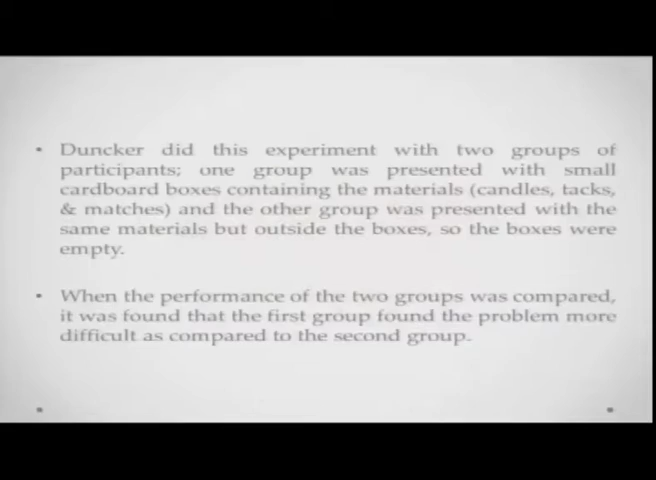 • Duncker did this experiment with two groups of
participants; one group was presented with small
cardboard boxes containing the materials (candles, tacks,
& matches) and the other group was presented with the
same materials but outside the boxes, so the boxes were
empty.
• When the performance of the two groups was compared,
it was found that the first group found the problem more
difficult as compared to the second group.